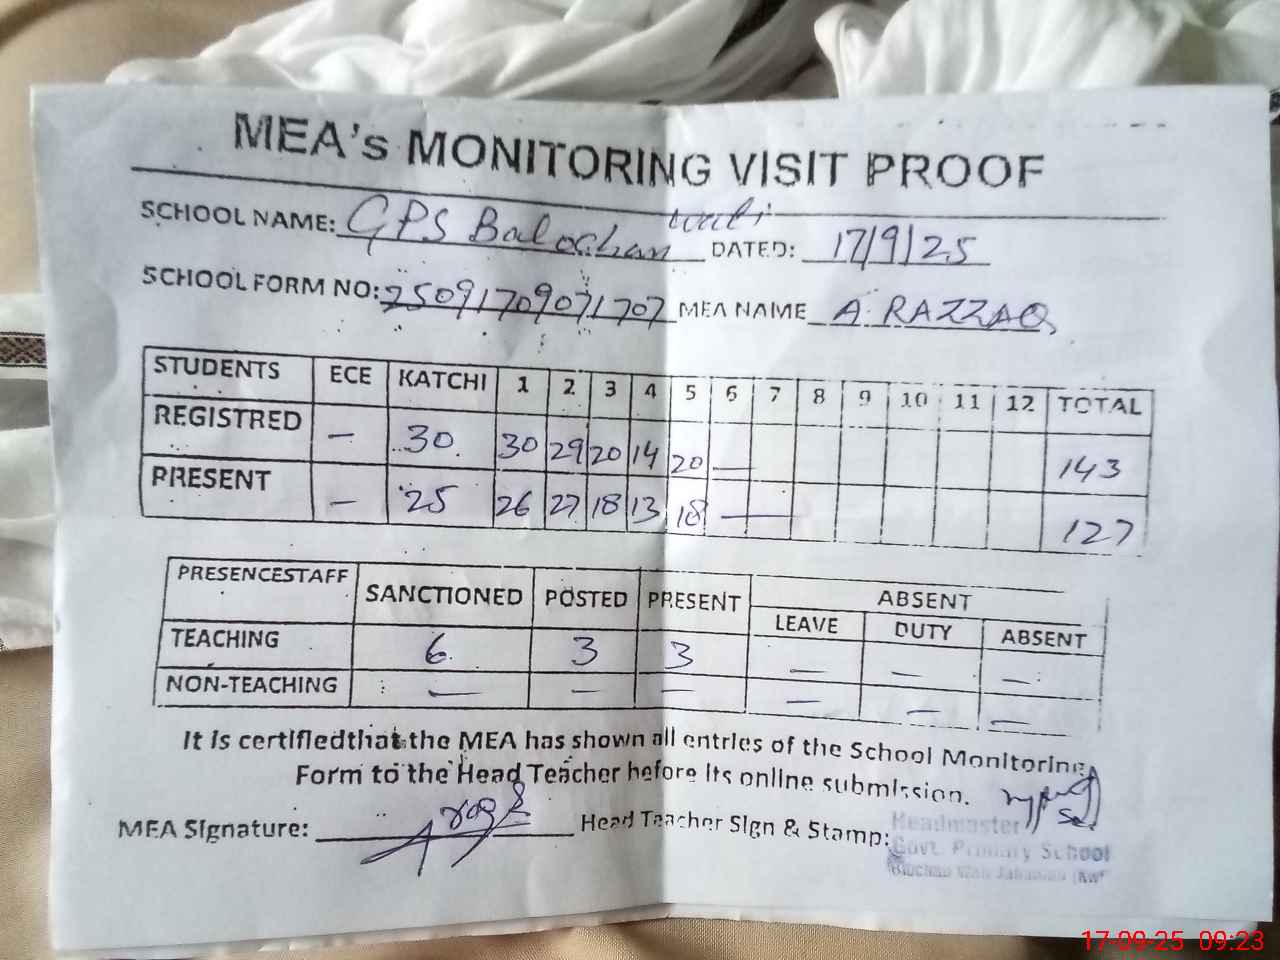 MEA's MONITORING VISIT PROOF
SCHOOL NAME: GPS Balochan wali DATED: 17/9/25
SCHOOL FORM NO: 25091709071707 MEA NAME A. RAZZAQ
STUDENTS ECE KATCHI 1 2 3 4 5 6 7 8 9 10 11 12 TOTAL
REGISTRED — 30 30 29 20 14 20 — 143
PRESENT — 25 26 27 18 13 18 — 127
PRESENCESTAFF SANCTIONED POSTED PRESENT ABSENT
LEAVE DUTY ABSENT
TEACHING 6 3 3 — — —
NON-TEACHING — — — — — —
It is certifiedthat the MEA has shown all entries of the School Monitoring
Form to the Head Teacher before its online submission.
MEA Signature: Head Teacher Sign & Stamp:
Headmaster
Govt. Primary School
17-09-25 09:23